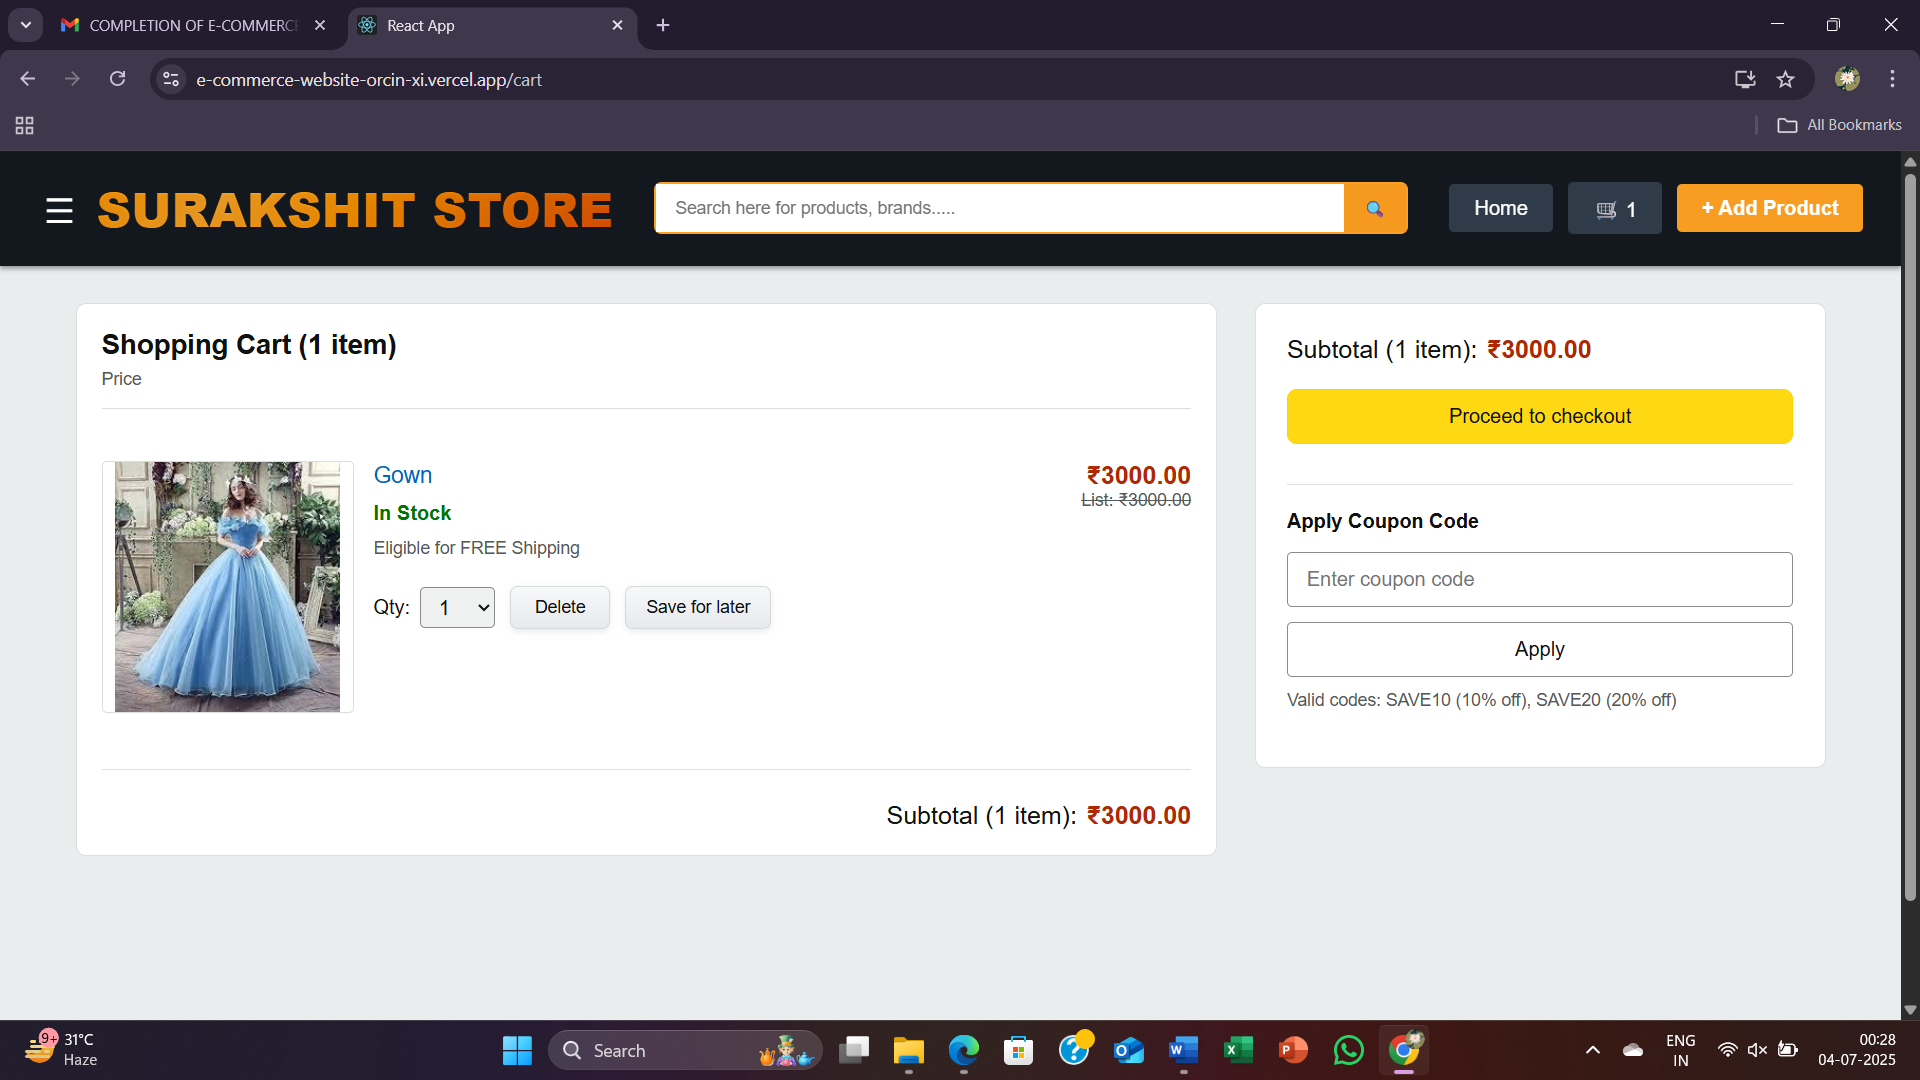 COMPLETION OF E-COMMERCE
React App
e-commerce-website-orcin-xi.vercel.app/cart
All Bookmarks
SURAKSHIT STORE
Search here for products, brands.....
Home
1
+ Add Product
Shopping Cart (1 item)
Price
Gown
₹3000.00
List: ₹3000.00
In Stock
Eligible for FREE Shipping
Qty: 1 Delete Save for later
Subtotal (1 item): ₹3000.00
Subtotal (1 item): ₹3000.00
Proceed to checkout
Apply Coupon Code
Enter coupon code
Apply
Valid codes: SAVE10 (10% off), SAVE20 (20% off)
9+
31°C
Haze
Search
ENG
IN
00:28
04-07-2025